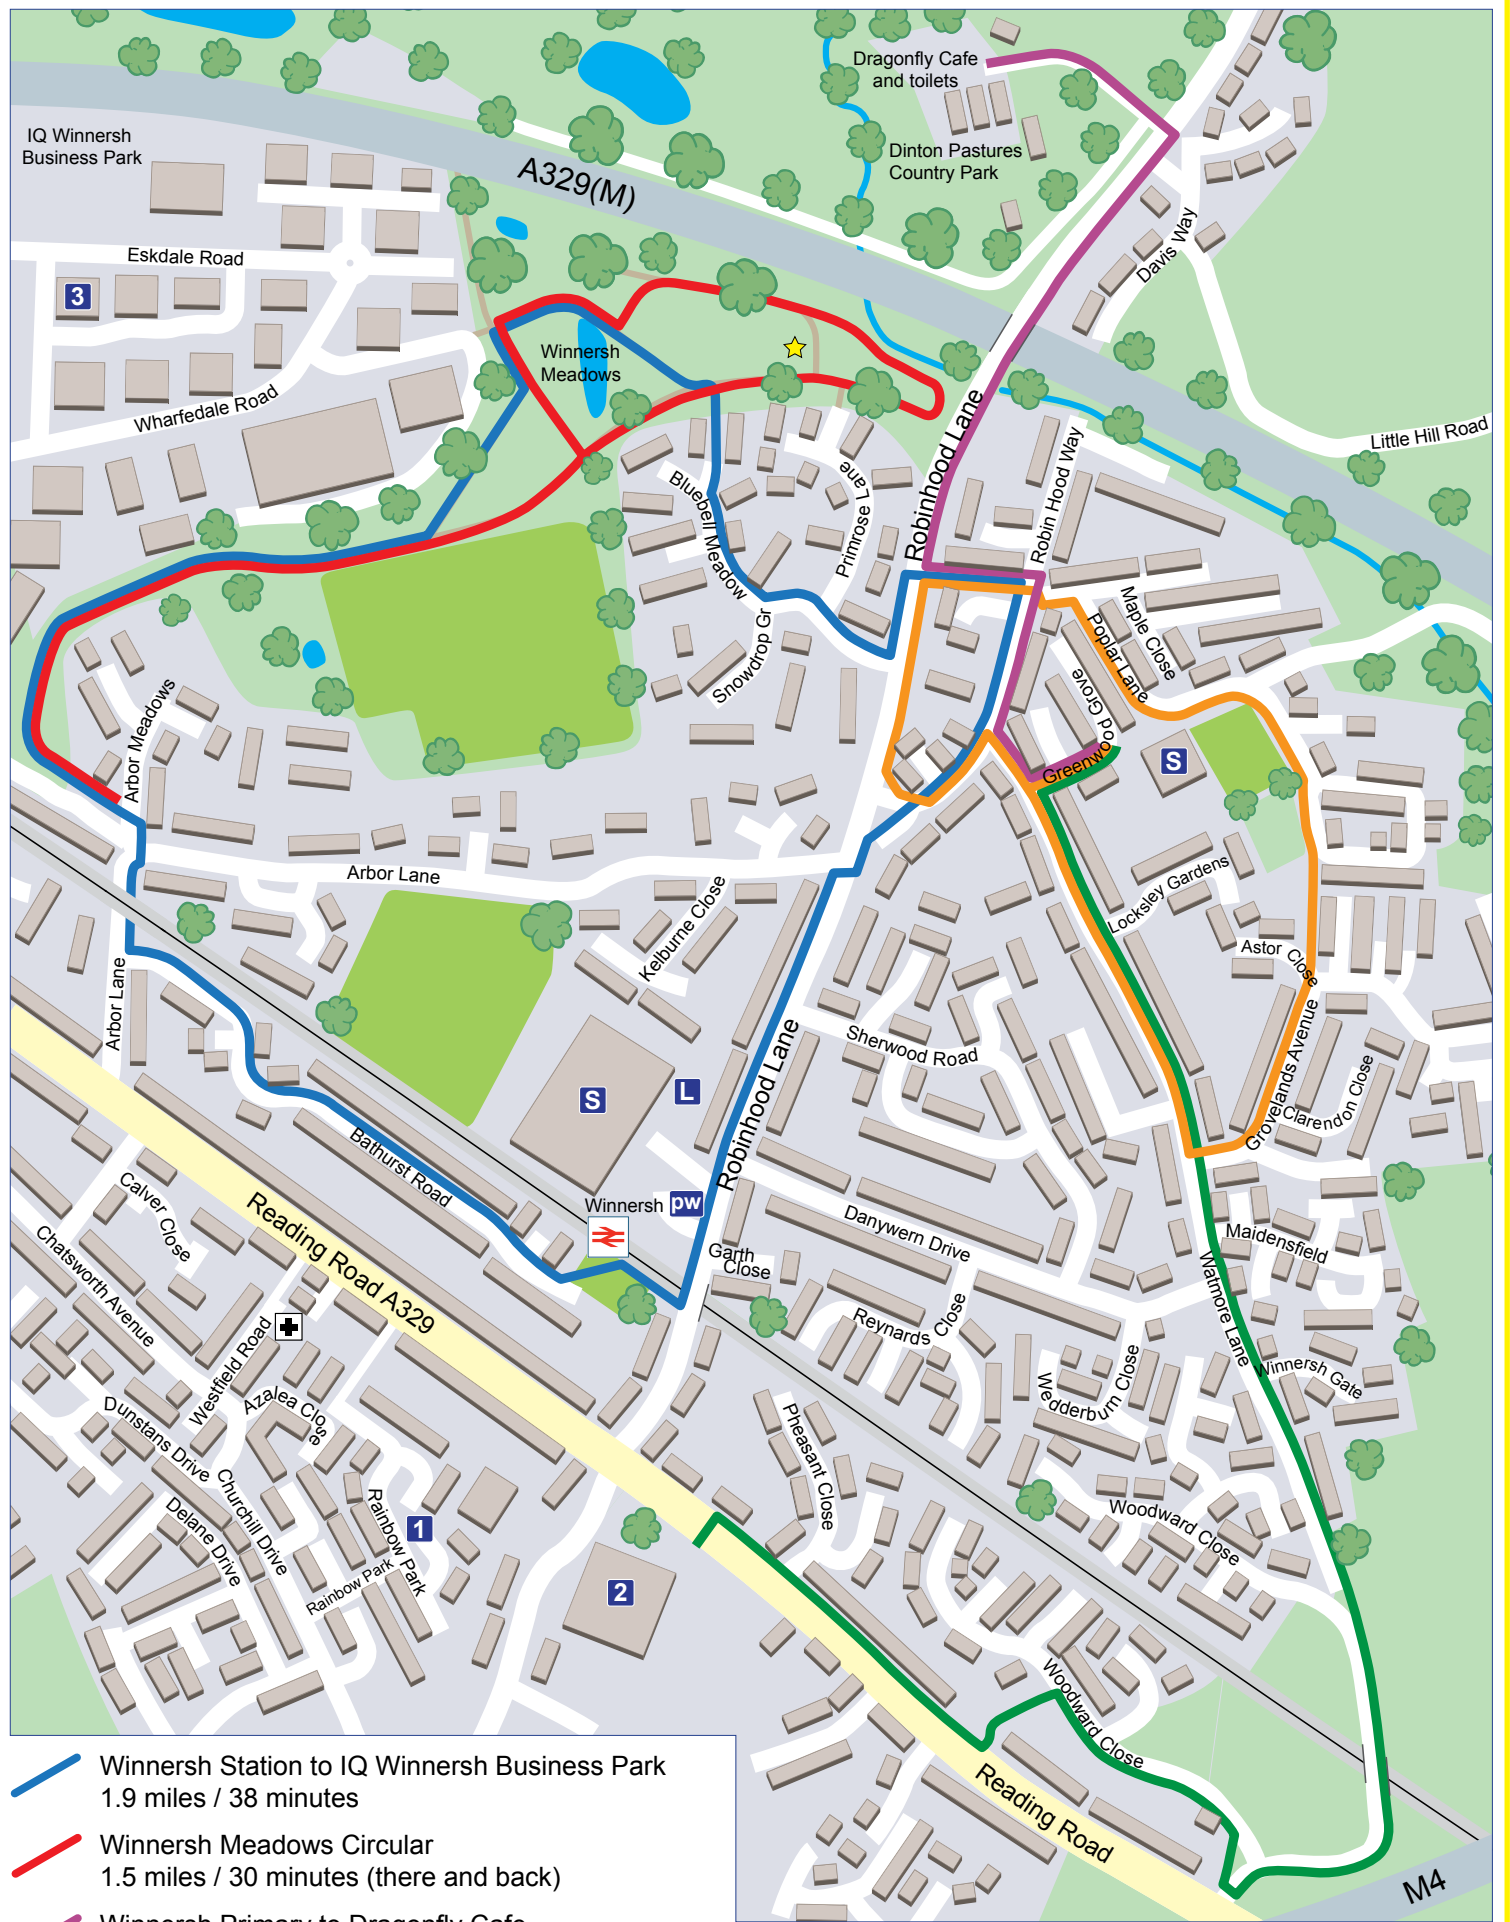 Dragonfly Cafe
and toilets
IQ Winnersh
Business Park
A329(M)
Dinton Pastures
Country Park
Davis Way
Eskdale Road
3
Winnersh
Meadows
Wharfedale Road
Little Hill Road
Robinhood Lane
Robin Hood Way
Bluebell Meadow
Primrose Lane
Snowdrop Gr
Maple Close
Poplar Lane
Greenwood Grove
S
Arbor Meadows
Arbor Lane
Kelburne Close
Locksley Gardens
Astor Close
Arbor Lane
Sherwood Road
Grovelands Avenue
Clarendon Close
S
L
Robinhood Lane
Bathurst Road
Winnersh
pw
Calver Close
Chatsworth Avenue
Reading Road A329
Danywern Drive
Garth
Close
Maidensfield
Reynards Close
Watmore Lane
Winnersh Gate
Wedderburn Close
Westfield Road
Azalea Close
Dunstans Drive
Churchill Drive
Delane Drive
Rainbow Park
Rainbow Park
1
2
Pheasant Close
Woodward Close
Woodward Close
Reading Road
M4
Winnersh Station to IQ Winnersh Business Park
1.9 miles / 38 minutes
Winnersh Meadows Circular
1.5 miles / 30 minutes (there and back)
Winnersh Primary to Dragonfly Cafe